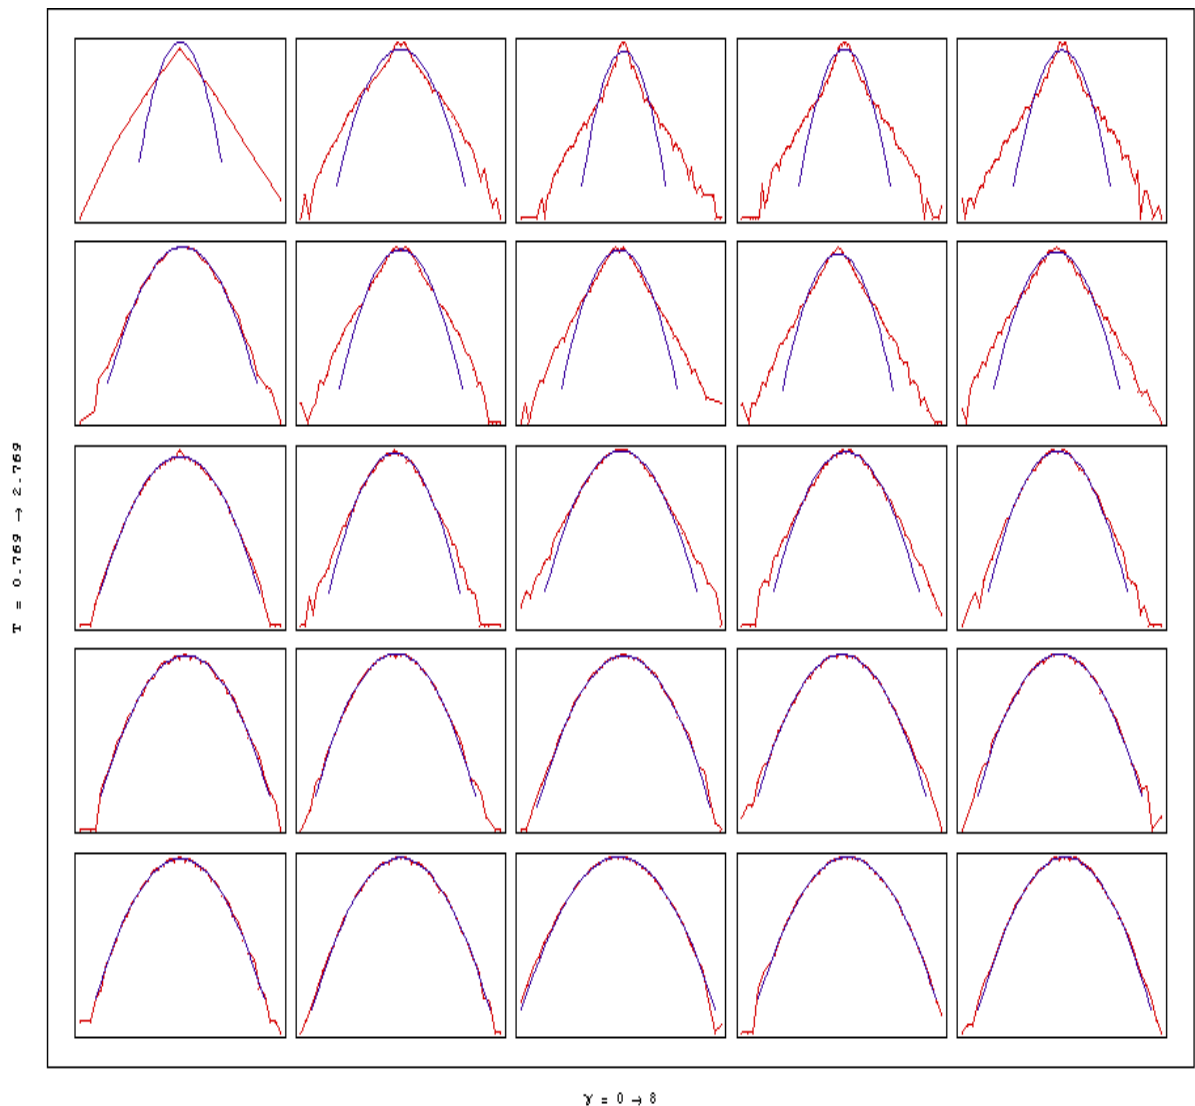 T = 0.769 → 2.769
γ = 0 → 8